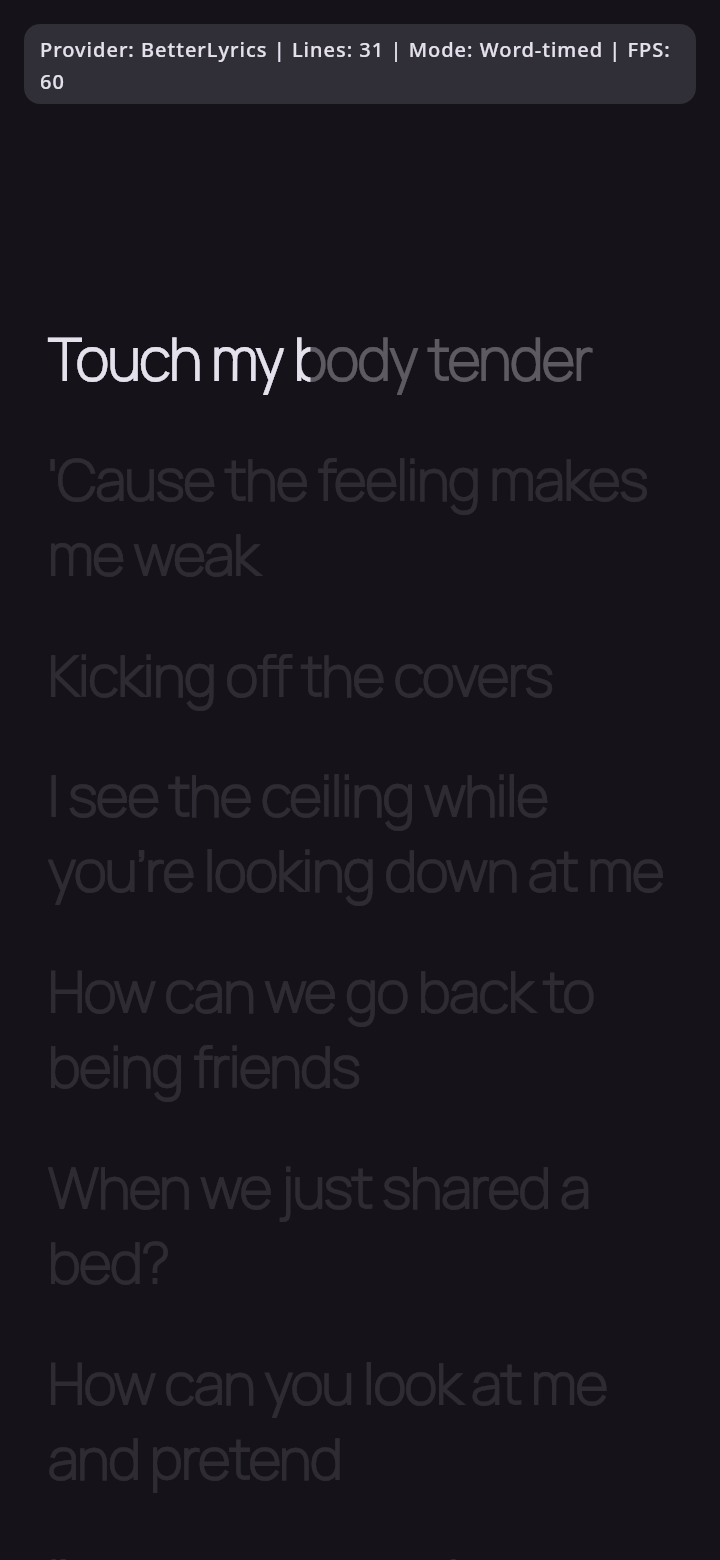 Provider: BetterLyrics | Lines: 31 | Mode: Word-timed | FPS:
60
Touch my body tender
'Cause the feeling makes
me weak
Kicking off the covers
I see the ceiling while
you’re looking down at me
How can we go back to
being friends
When we just shared a
bed?
How can you look at me
and pretend